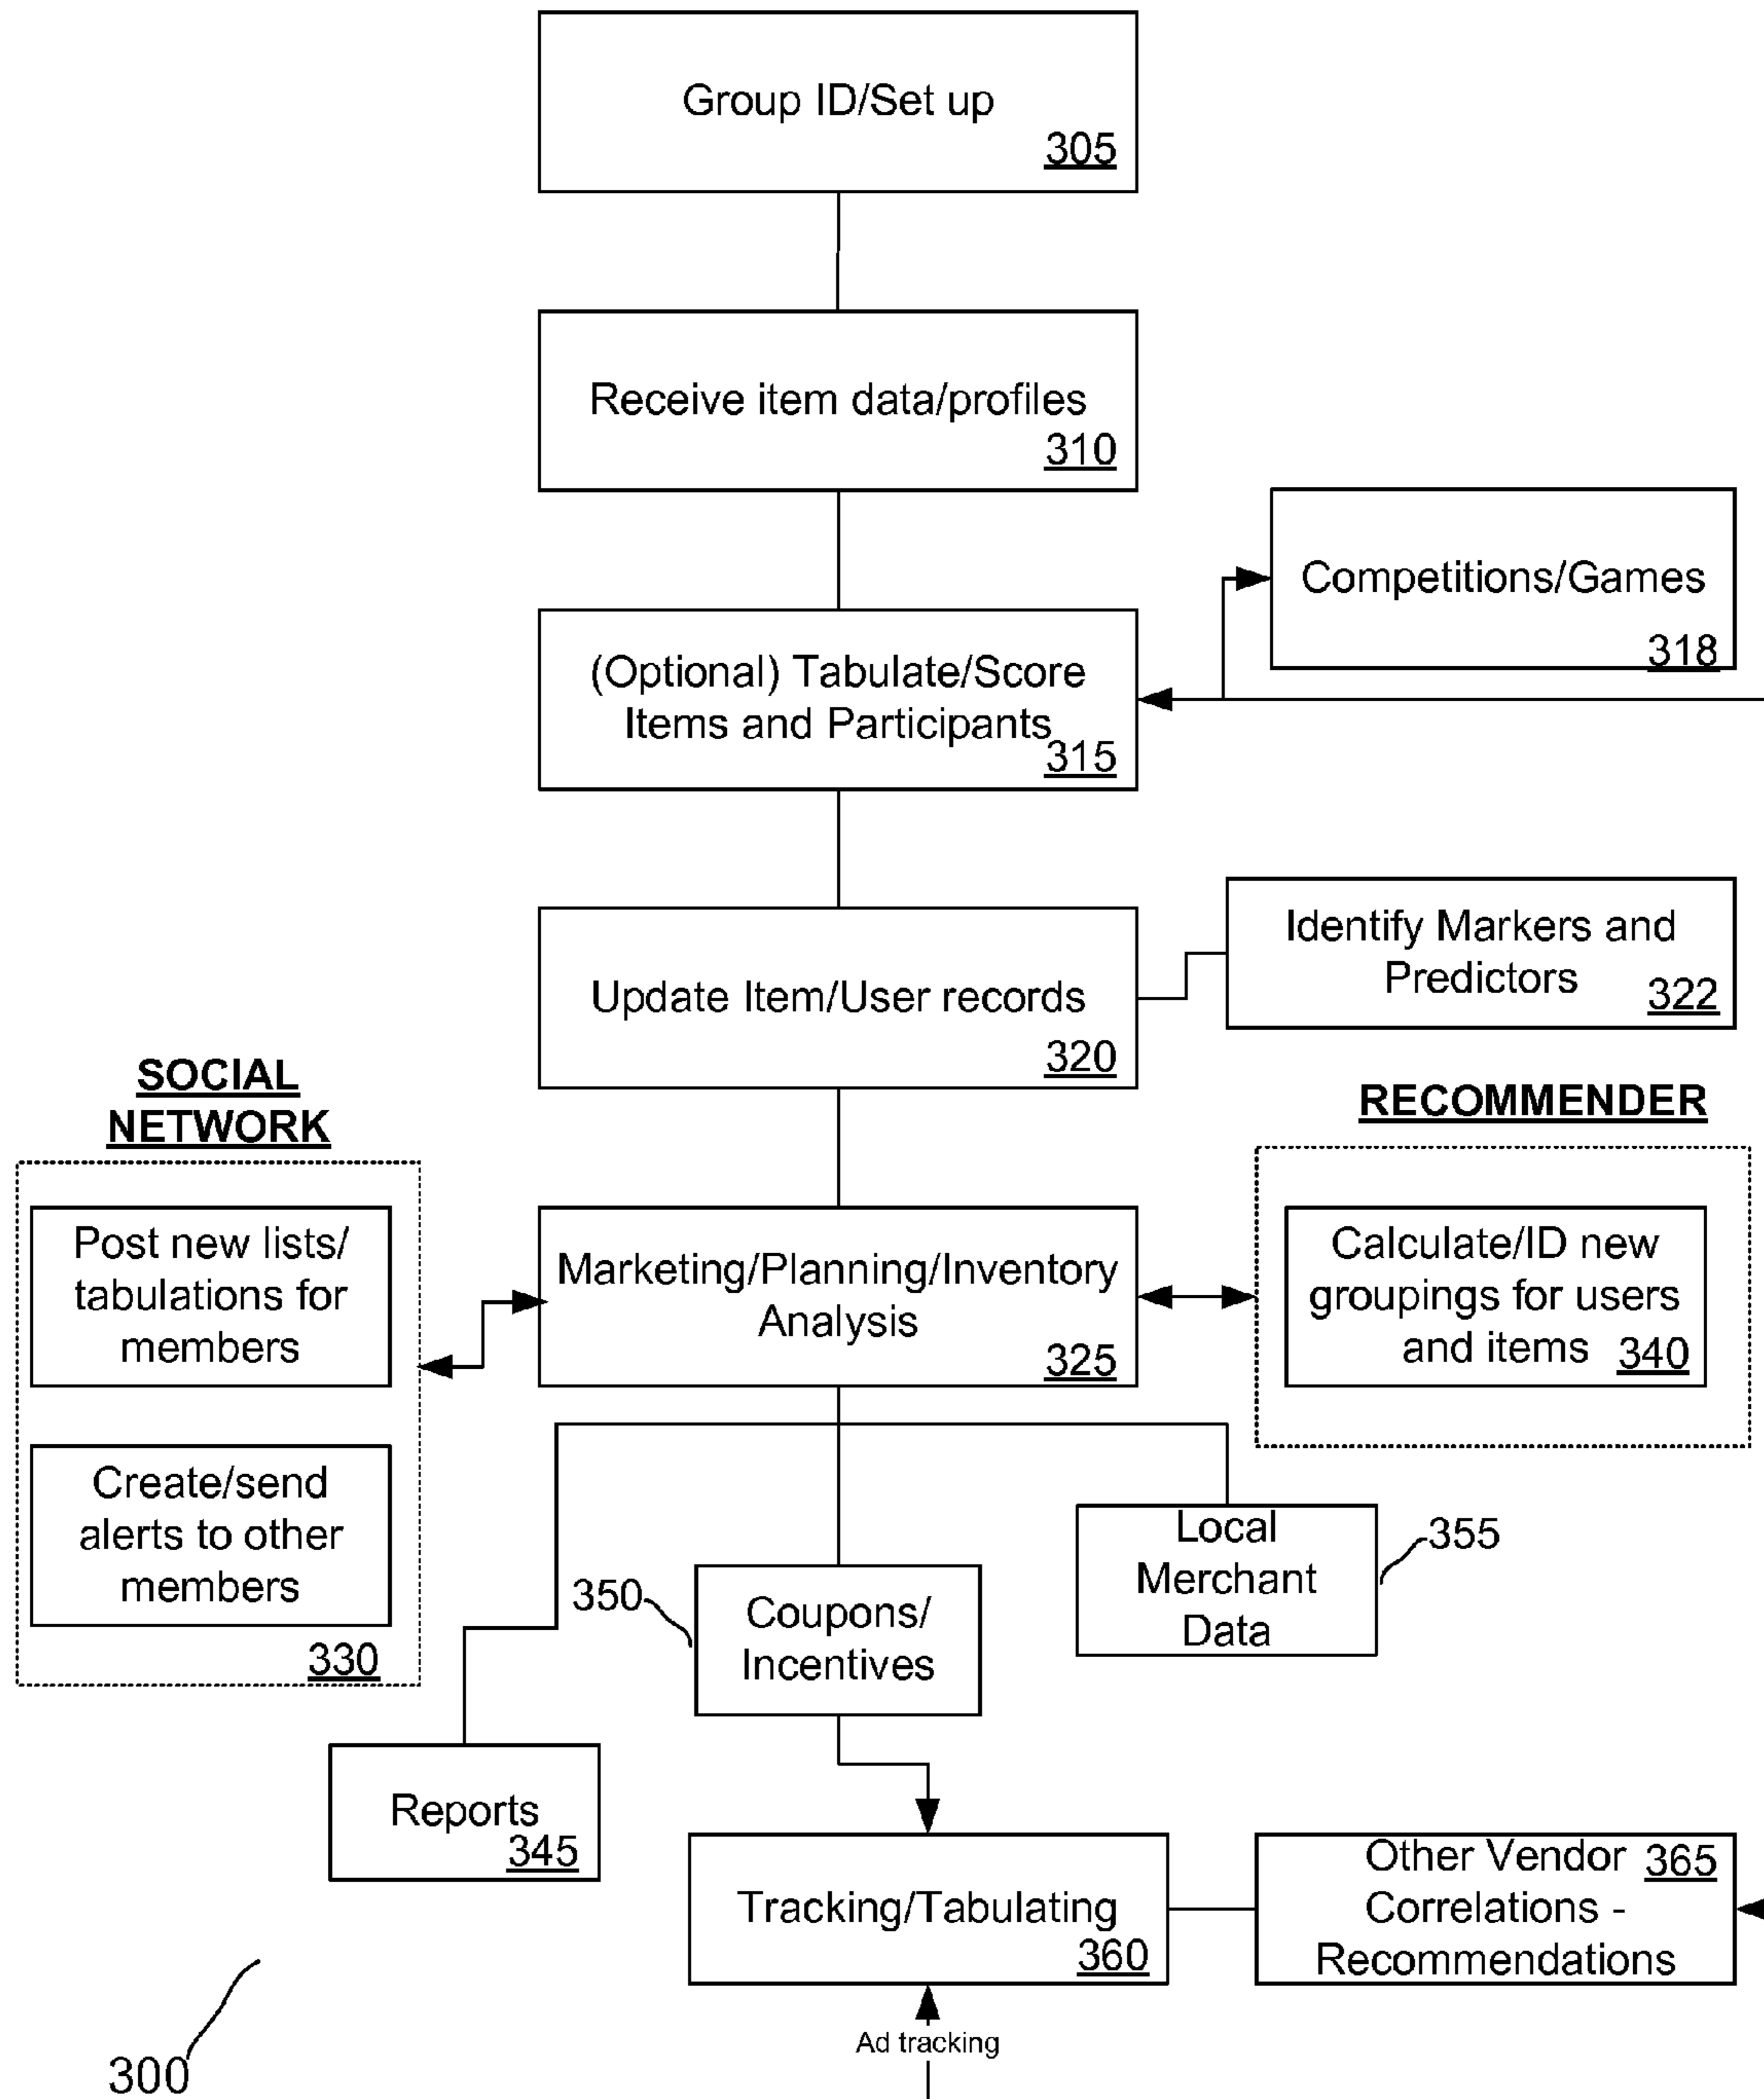 Group ID/Set up
305
Receive item data/profiles
310
Competitions/Games
318
(Optional) Tabulate/Score
Items and Participants
315
Identify Markers and
Predictors
322
Update Item/User records
320
SOCIAL
NETWORK
RECOMMENDER
Post new lists/
tabulations for
members
Marketing/Planning/Inventory
Analysis
325
Calculate/ID new
groupings for users
and items 340
Create/send
alerts to other
members
330
Local
Merchant
Data
355
350
Coupons/
Incentives
Reports
345
Tracking/Tabulating
360
Other Vendor 365
Correlations -
Recommendations
Ad tracking
300